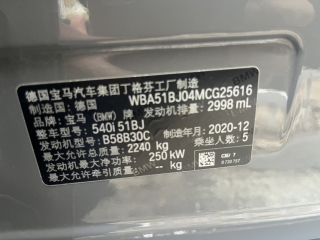 德国宝马汽车集团丁格芬工厂制造
制造国：德国 WBA51BJ04MCG25616
品牌：宝马（BMW）牌 发动机排量：2998 mL
整车型号：540i 51BJ
发动机型号：B58B30C 制造年月：2020-12
最大允许总质量：2240 kg 乘坐人数：5
最大净功率：250 kW
最大允许牵引质量：-- kg